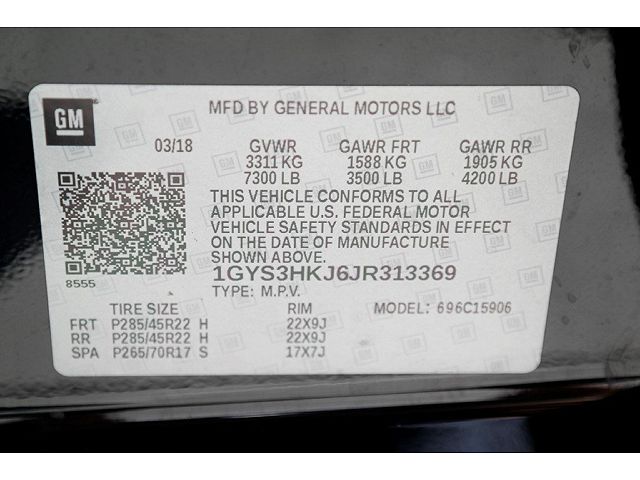 GM
MFD BY GENERAL MOTORS LLC
03/18 GVWR GAWR FRT GAWR RR
3311 KG 1588 KG 1905 KG
7300 LB 3500 LB 4200 LB
THIS VEHICLE CONFORMS TO ALL
APPLICABLE U.S. FEDERAL MOTOR
VEHICLE SAFETY STANDARDS IN EFFECT
ON THE DATE OF MANUFACTURE
8555
1GYS3HKJ6JR313369
TYPE: M.P.V.
TIRE SIZE RIM MODEL: 696C15906
FRT P285/45R22 H 22X9J
RR P285/45R22 H 22X9J
SPA P265/70R17 S 17X7J